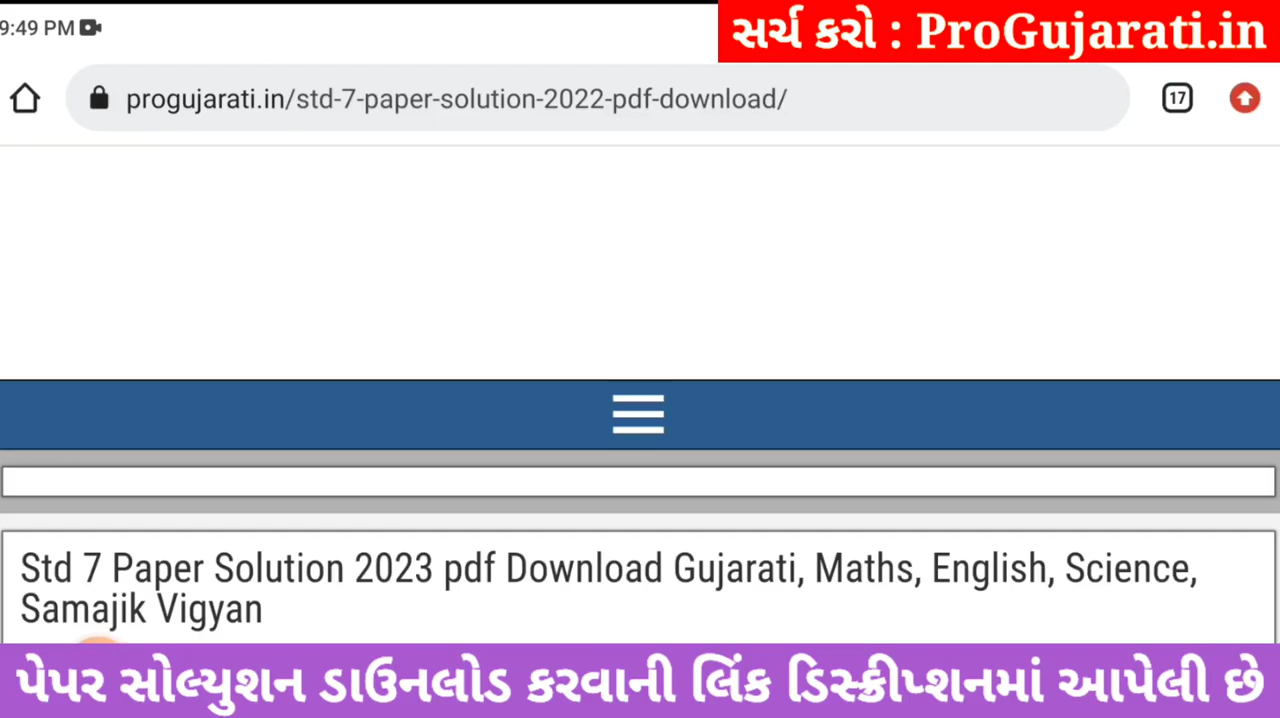 9:49 PM
સર્ચ કરો : ProGujarati.in
progujarati.in/std-7-paper-solution-2022-pdf-download/
17
Std 7 Paper Solution 2023 pdf Download Gujarati, Maths, English, Science,
Samajik Vigyan
પેપર સોલ્યુશન ડાઉનલોડ કરવાની લિંક ડિસ્ક્રીપ્શનમાં આપેલી છે